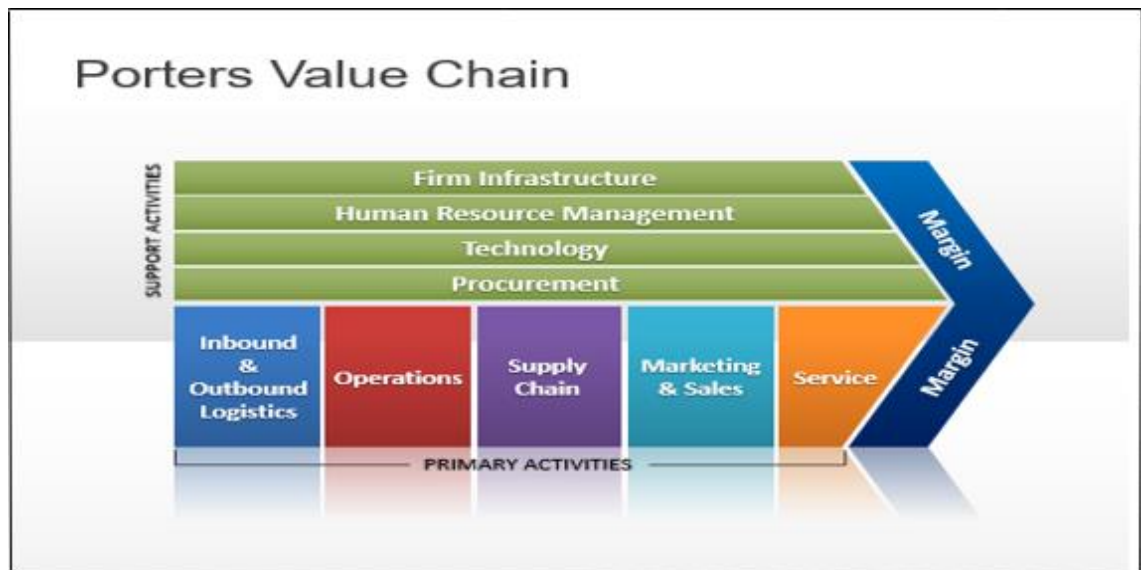 Porters Value Chain
SUPPORT ACTIVITIES
Firm Infrastructure
Human Resource Management
Technology
Procurement
Margin
Margin
Inbound
&
Outbound
Logistics
Operations
Supply
Chain
Marketing
& Sales
Service
PRIMARY ACTIVITIES